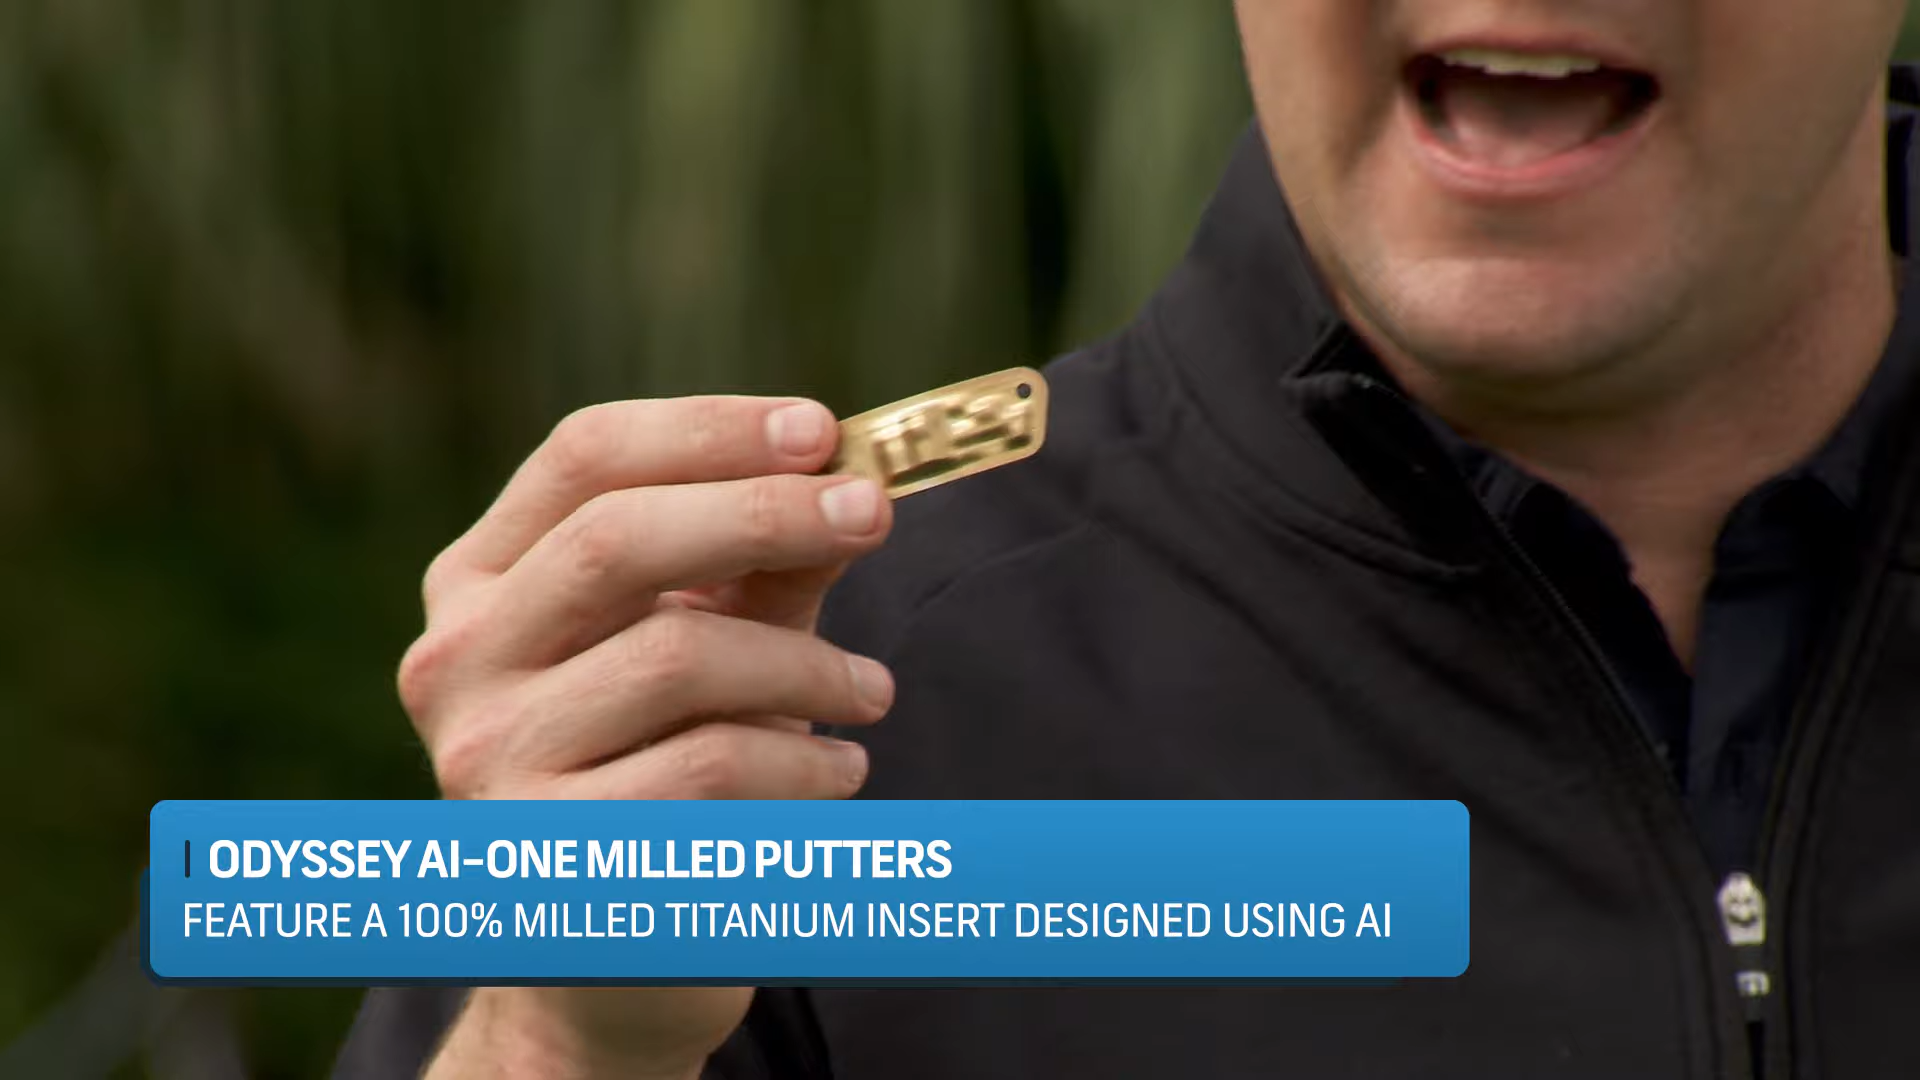 ODYSSEY AI-ONE MILLED PUTTERS
FEATURE A 100% MILLED TITANIUM INSERT DESIGNED USING AI